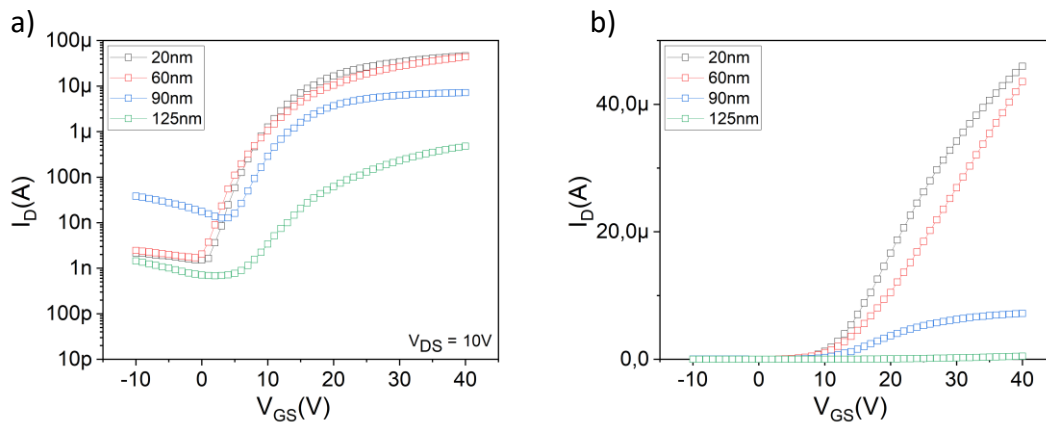 a)
100µ
10µ
1µ
100n
10n
1n
100p
10p
I_D(A)
20nm
60nm
90nm
125nm
V_DS = 10V
-10 0 10 20 30 40
V_GS(V)
b)
40,0µ
20,0µ
0,0
I_D(A)
20nm
60nm
90nm
125nm
-10 0 10 20 30 40
V_GS(V)